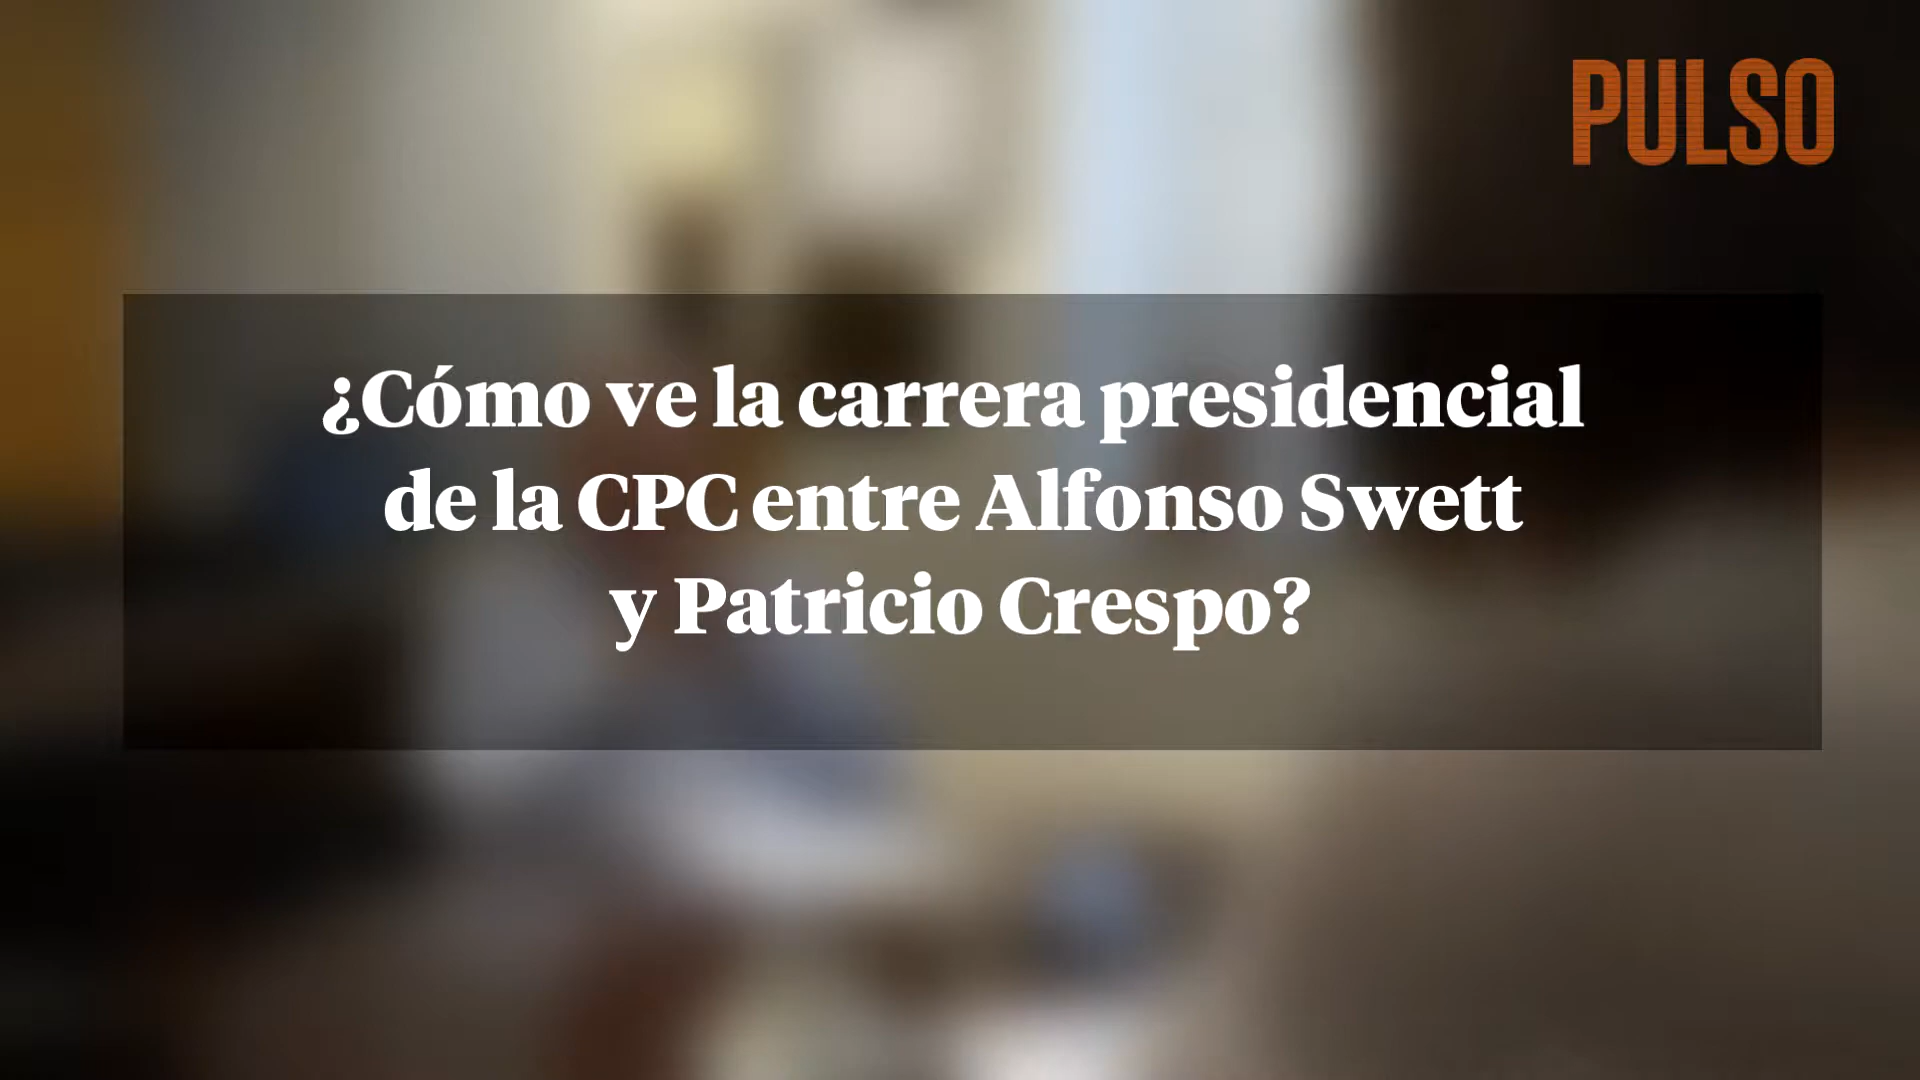 PULSO
¿Cómo ve la carrera presidencial
de la CPC entre Alfonso Swett
y Patricio Crespo?